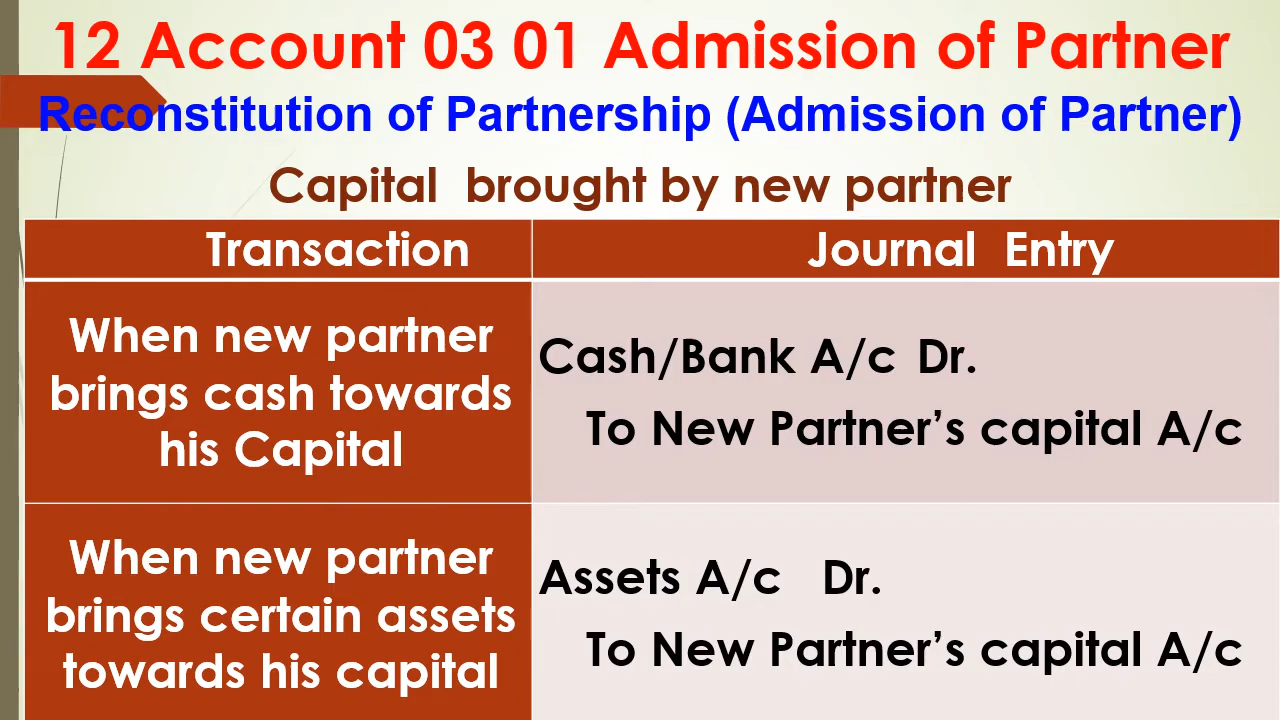 12 Account 03 01 Admission of Partner
Reconstitution of Partnership (Admission of Partner)
Capital brought by new partner
Transaction
Journal Entry
When new partner
brings cash towards
his Capital
Cash/Bank A/c Dr.
To New Partner’s capital A/c
When new partner
brings certain assets
towards his capital
Assets A/c Dr.
To New Partner’s capital A/c